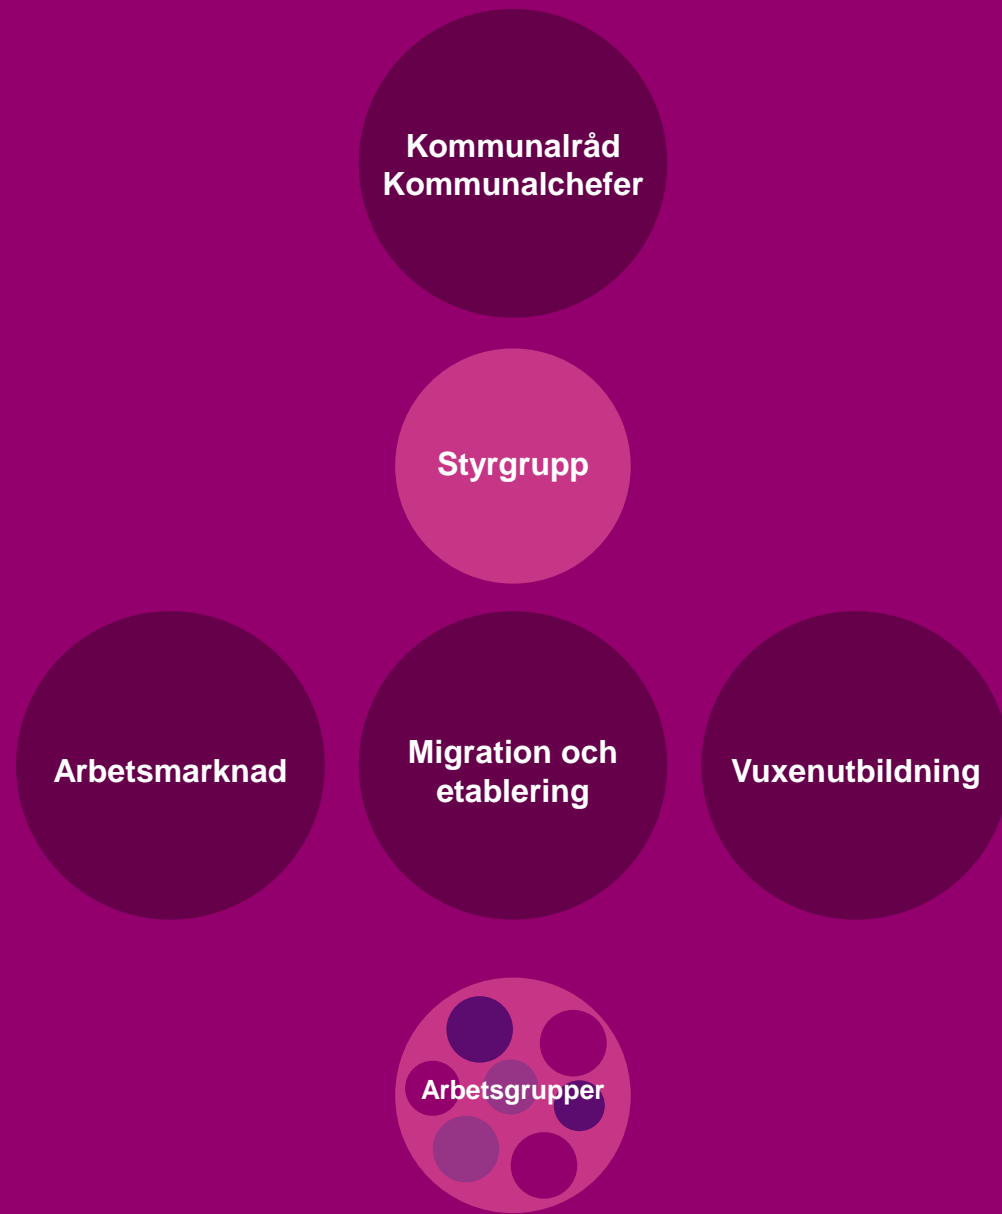 Kommunalråd
Kommunalchefer
Styrgrupp
Arbetsmarknad
Migration och
etablering
Vuxenutbildning
Arbetsgrupper